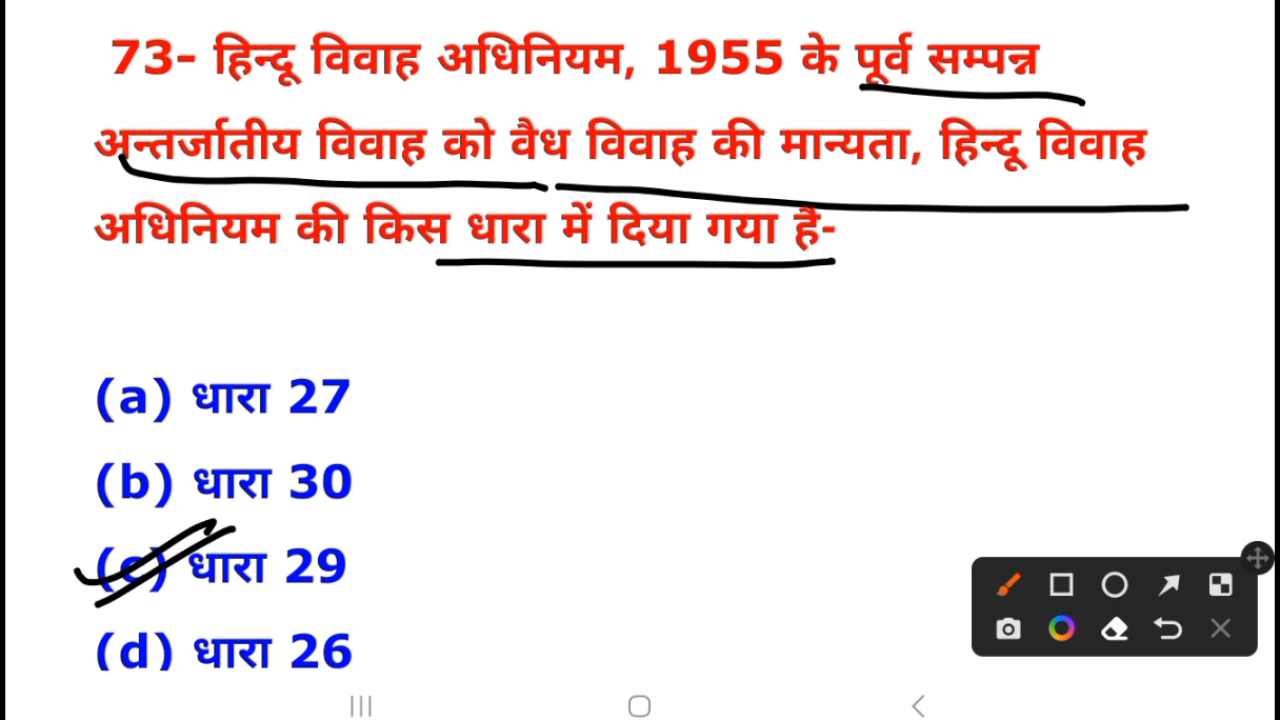 73- हिन्दू विवाह अधिनियम, 1955 के पूर्व सम्पन्न
अन्तर्जातीय विवाह को वैध विवाह की मान्यता, हिन्दू विवाह
अधिनियम की किस धारा में दिया गया है-
(a) धारा 27
(b) धारा 30
(c) धारा 29
(d) धारा 26